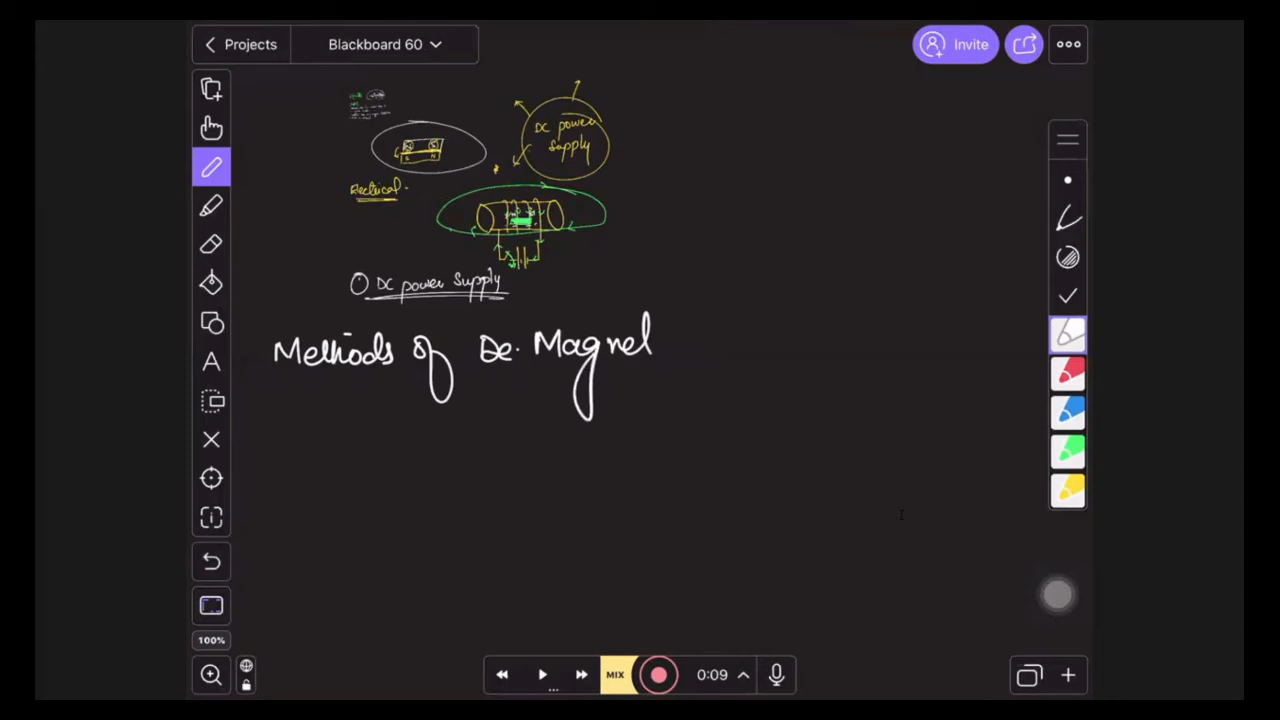 Projects
Blackboard 60
Invite
DC power
Supply
S
N
Electrical.
① DC power Supply
Methods of De. Magnet
A
100%
MIX
0:09